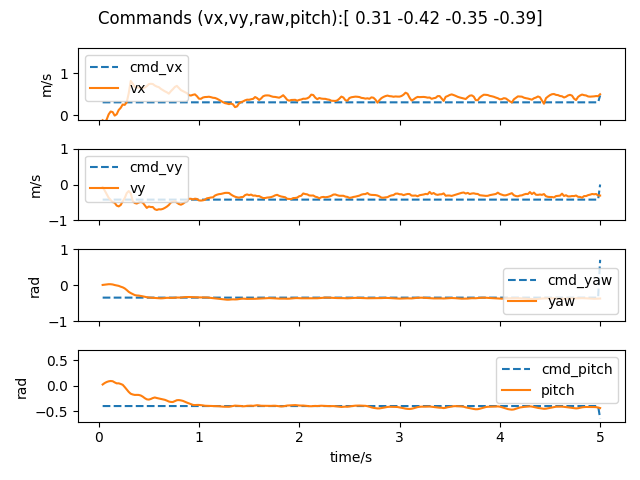 Commands (vx,vy,raw,pitch):[ 0.31 -0.42 -0.35 -0.39]
m/s
1
0
cmd_vx
vx
m/s
1
0
−1
cmd_vy
vy
rad
1
0
−1
cmd_yaw
yaw
rad
0.5
0.0
−0.5
cmd_pitch
pitch
0 1 2 3 4 5
time/s